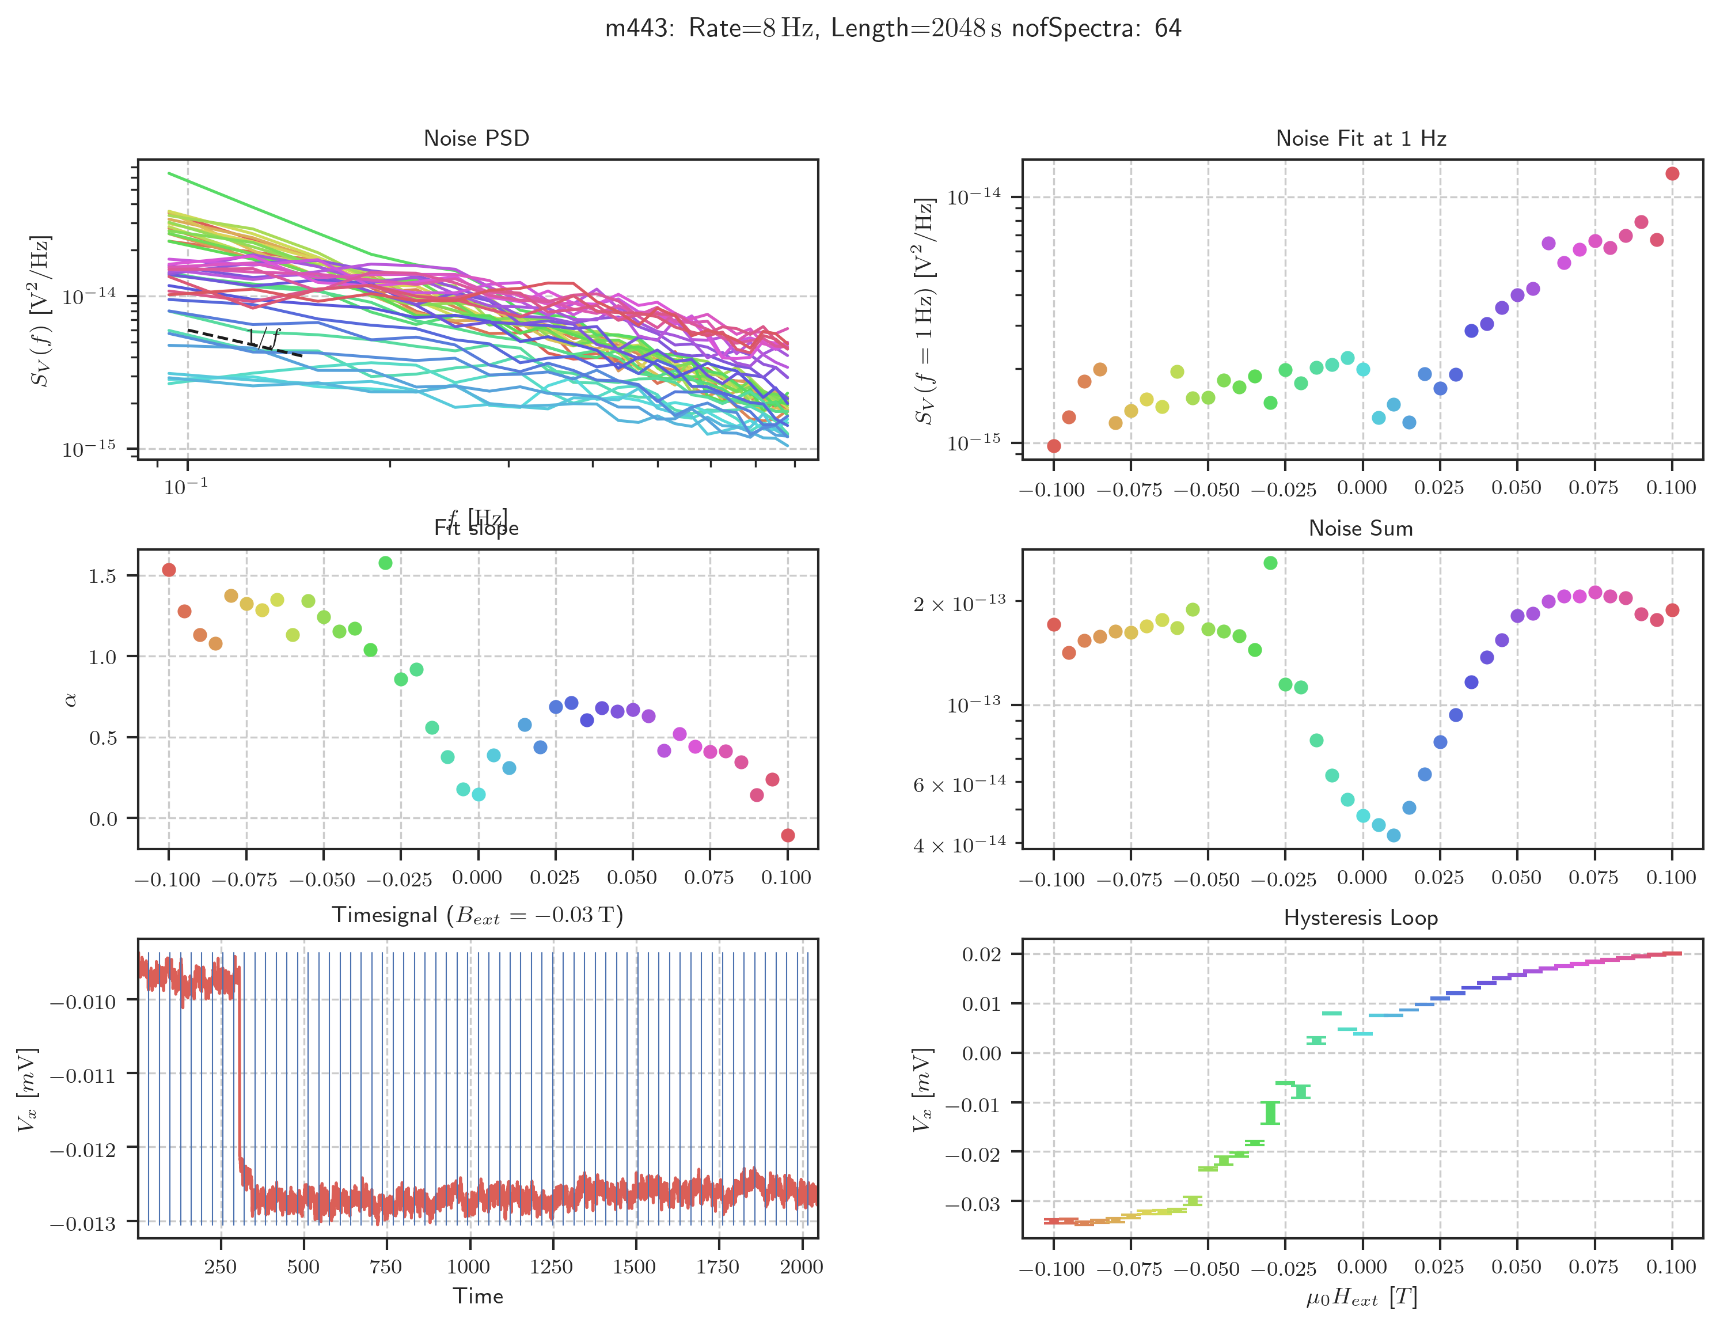 m443: Rate=8 Hz, Length=2048 s nofSpectra: 64
Noise PSD
S_V (f) [V²/Hz]
10⁻¹⁴
10⁻¹⁵
1/f
10⁻¹
f [Hz]
Noise Fit at 1 Hz
S_V (f = 1 Hz) [V²/Hz]
10⁻¹⁴
10⁻¹⁵
−0.100 −0.075 −0.050 −0.025 0.000 0.025 0.050 0.075 0.100
Fit slope
α
1.5
1.0
0.5
0.0
−0.100 −0.075 −0.050 −0.025 0.000 0.025 0.050 0.075 0.100
Noise Sum
2 × 10⁻¹³
10⁻¹³
6 × 10⁻¹⁴
4 × 10⁻¹⁴
−0.100 −0.075 −0.050 −0.025 0.000 0.025 0.050 0.075 0.100
Timesignal (B_ext = −0.03 T)
V_x [mV]
−0.010
−0.011
−0.012
−0.013
250 500 750 1000 1250 1500 1750 2000
Time
Hysteresis Loop
V_x [mV]
0.02
0.01
0.00
−0.01
−0.02
−0.03
−0.100 −0.075 −0.050 −0.025 0.000 0.025 0.050 0.075 0.100
μ₀H_ext [T]